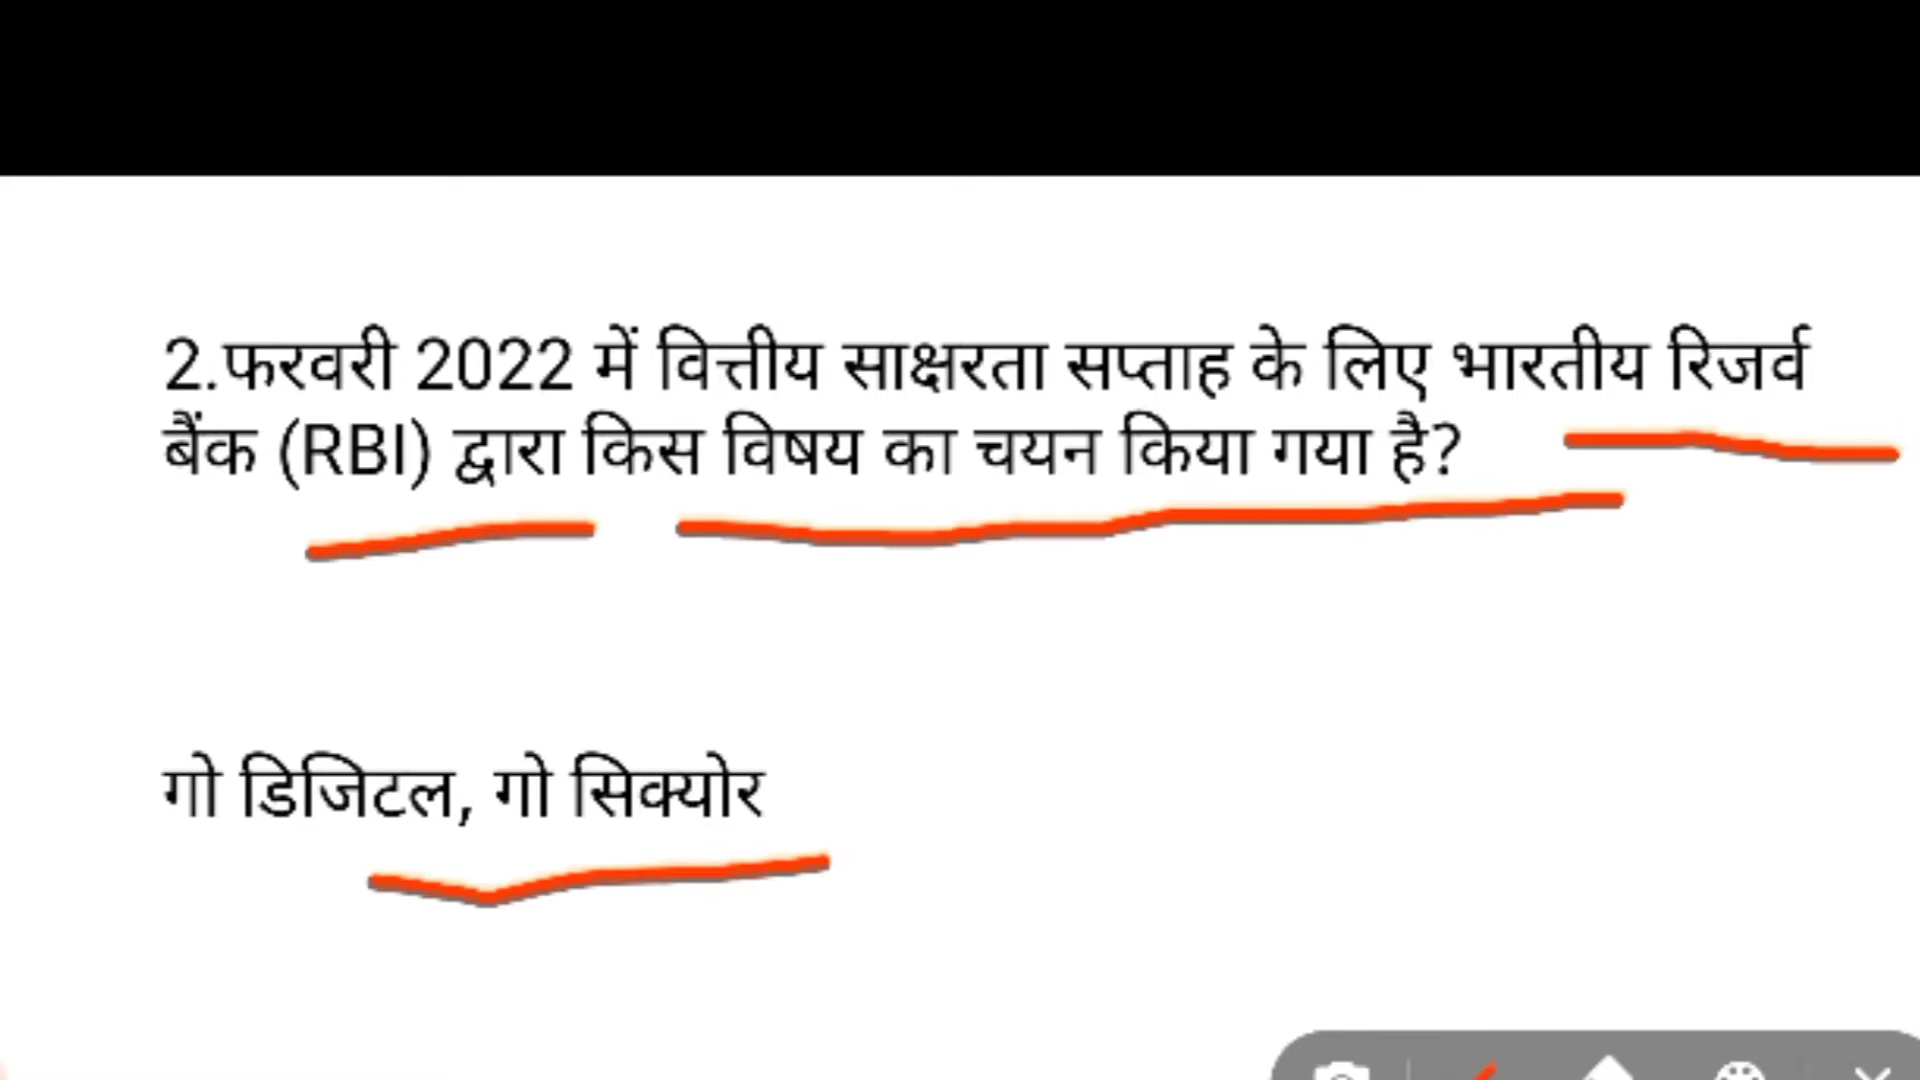 2.फरवरी 2022 में वित्तीय साक्षरता सप्ताह के लिए भारतीय रिजर्व
बैंक (RBI) द्वारा किस विषय का चयन किया गया है?
गो डिजिटल, गो सिक्योर